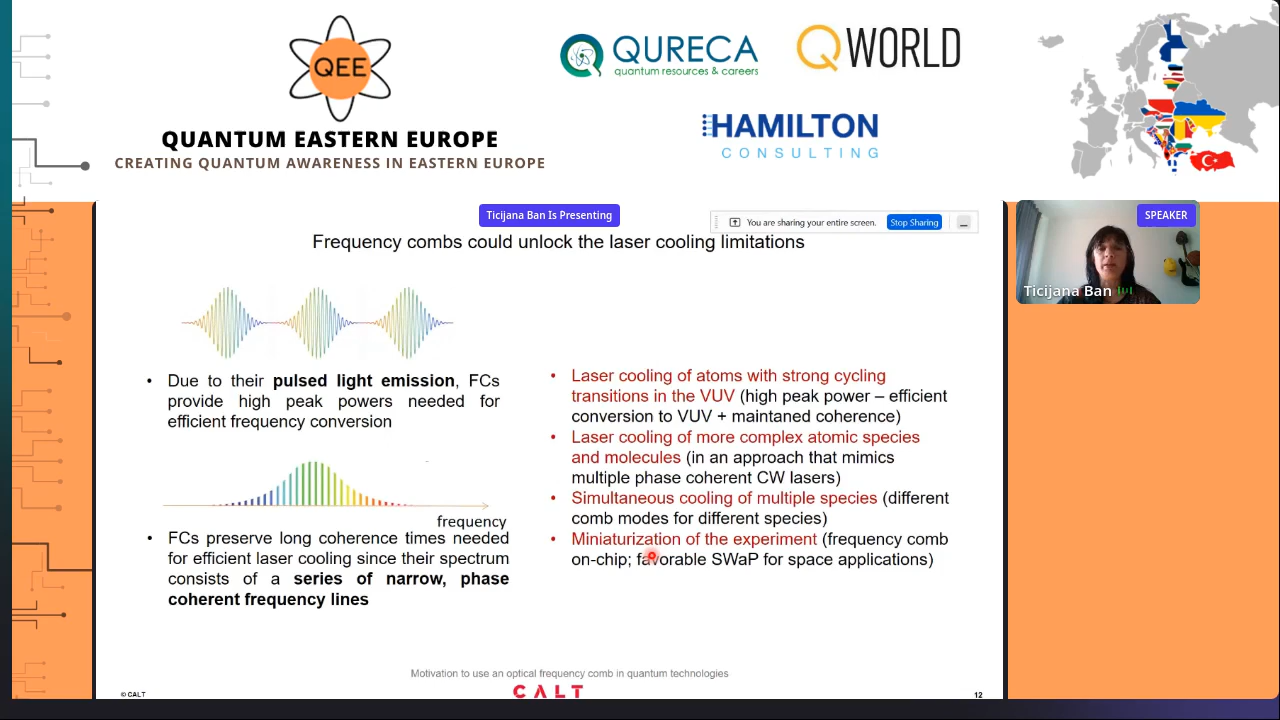 QEE
QUANTUM EASTERN EUROPE
CREATING QUANTUM AWARENESS IN EASTERN EUROPE
QURECA
quantum resources & careers
QWORLD
HAMILTON
CONSULTING
Ticijana Ban Is Presenting
You are sharing your entire screen.
Stop Sharing
SPEAKER
Ticijana Ban
Frequency combs could unlock the laser cooling limitations
• Due to their pulsed light emission, FCs
provide high peak powers needed for
efficient frequency conversion
frequency
• FCs preserve long coherence times needed
for efficient laser cooling since their spectrum
consists of a series of narrow, phase
coherent frequency lines
• Laser cooling of atoms with strong cycling
transitions in the VUV (high peak power – efficient
conversion to VUV + maintaned coherence)
• Laser cooling of more complex atomic species
and molecules (in an approach that mimics
multiple phase coherent CW lasers)
• Simultaneous cooling of multiple species (different
comb modes for different species)
• Miniaturization of the experiment (frequency comb
on-chip; favorable SWaP for space applications)
Motivation to use an optical frequency comb in quantum technologies
© CALT
CALT
12